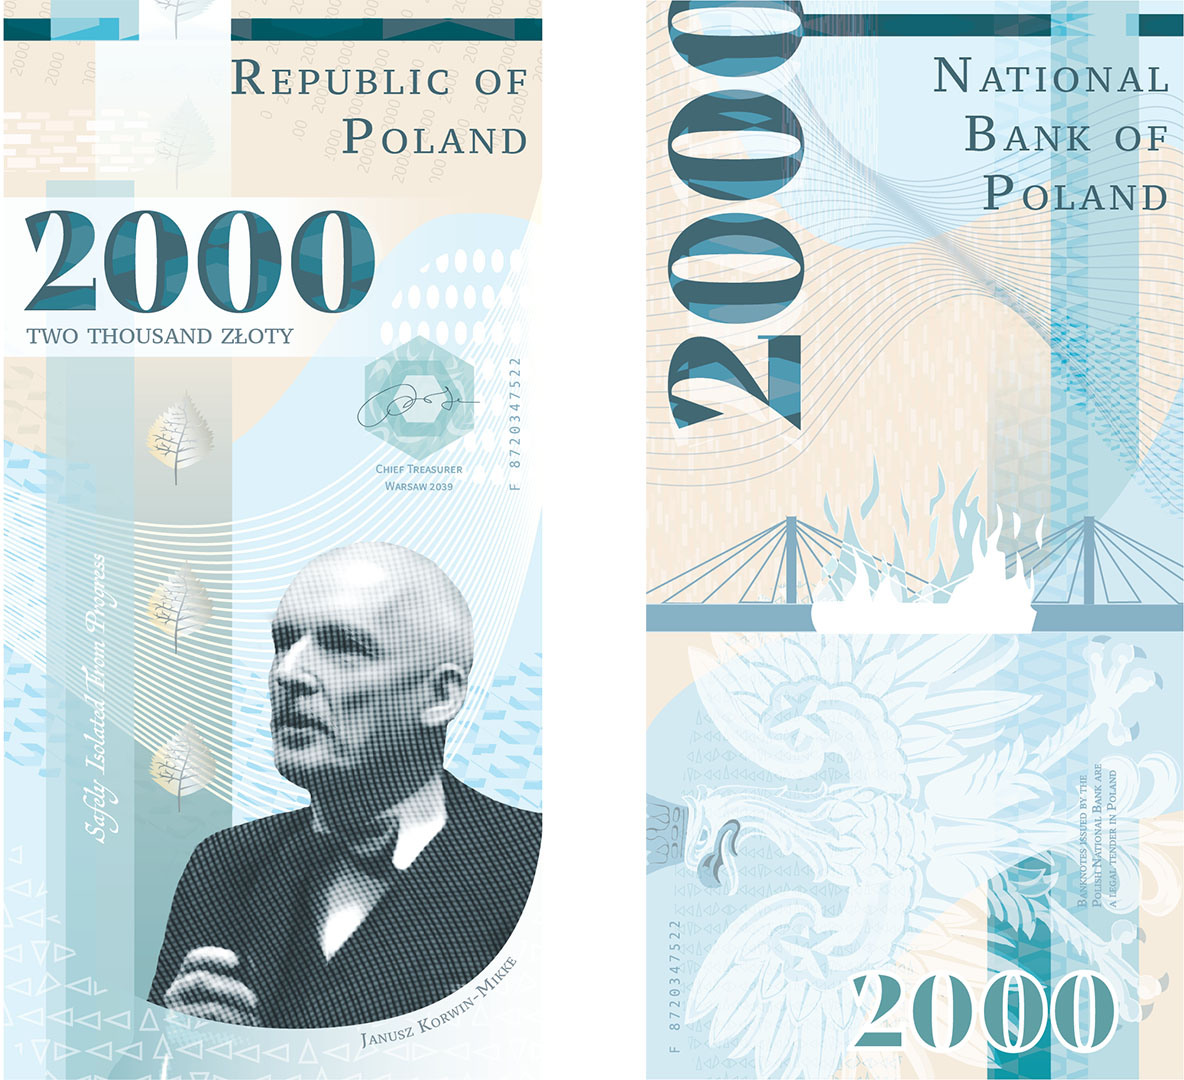 REPUBLIC OF
POLAND
2000
TWO THOUSAND ZŁOTY
CHIEF TREASURER
WARSAW 2039
F 8720347522
Safely Isolated From Progress
JANUSZ KORWIN-MIKKE
2000
NATIONAL
BANK OF
POLAND
BANKNOTES ISSUED BY THE
POLISH NATIONAL BANK ARE
A LEGAL TENDER IN POLAND
F 8720347522
2000